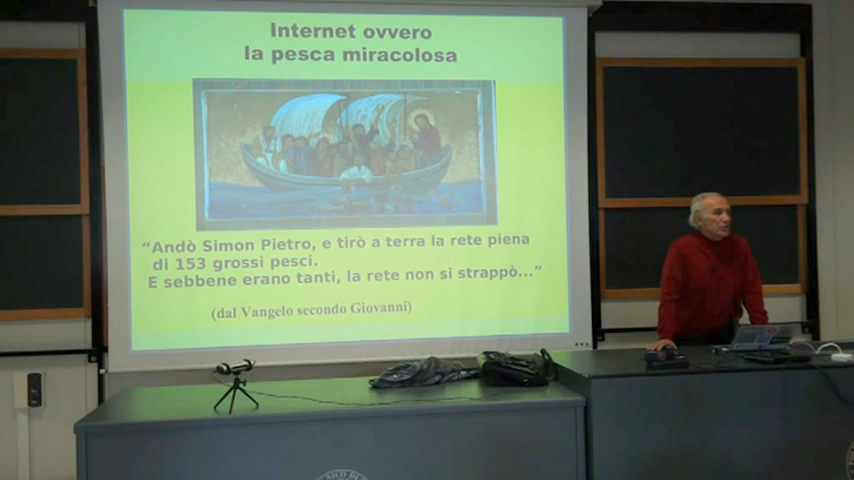 Internet ovvero
la pesca miracolosa
“Andò Simon Pietro, e tirò a terra la rete piena
di 153 grossi pesci.
E sebbene erano tanti, la rete non si strappò...”
(dal Vangelo secondo Giovanni)